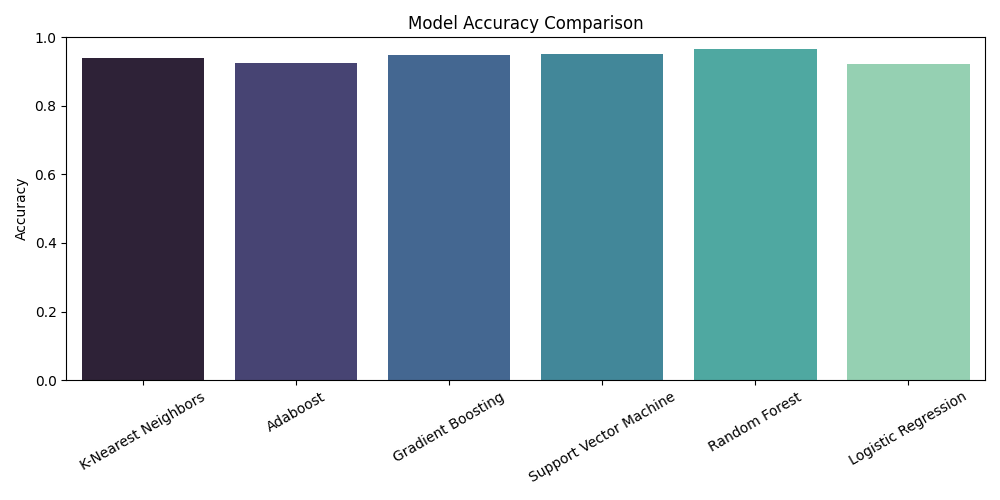 Model Accuracy Comparison
Accuracy
1.0
0.8
0.6
0.4
0.2
0.0
K-Nearest Neighbors
Adaboost
Gradient Boosting
Support Vector Machine
Random Forest
Logistic Regression